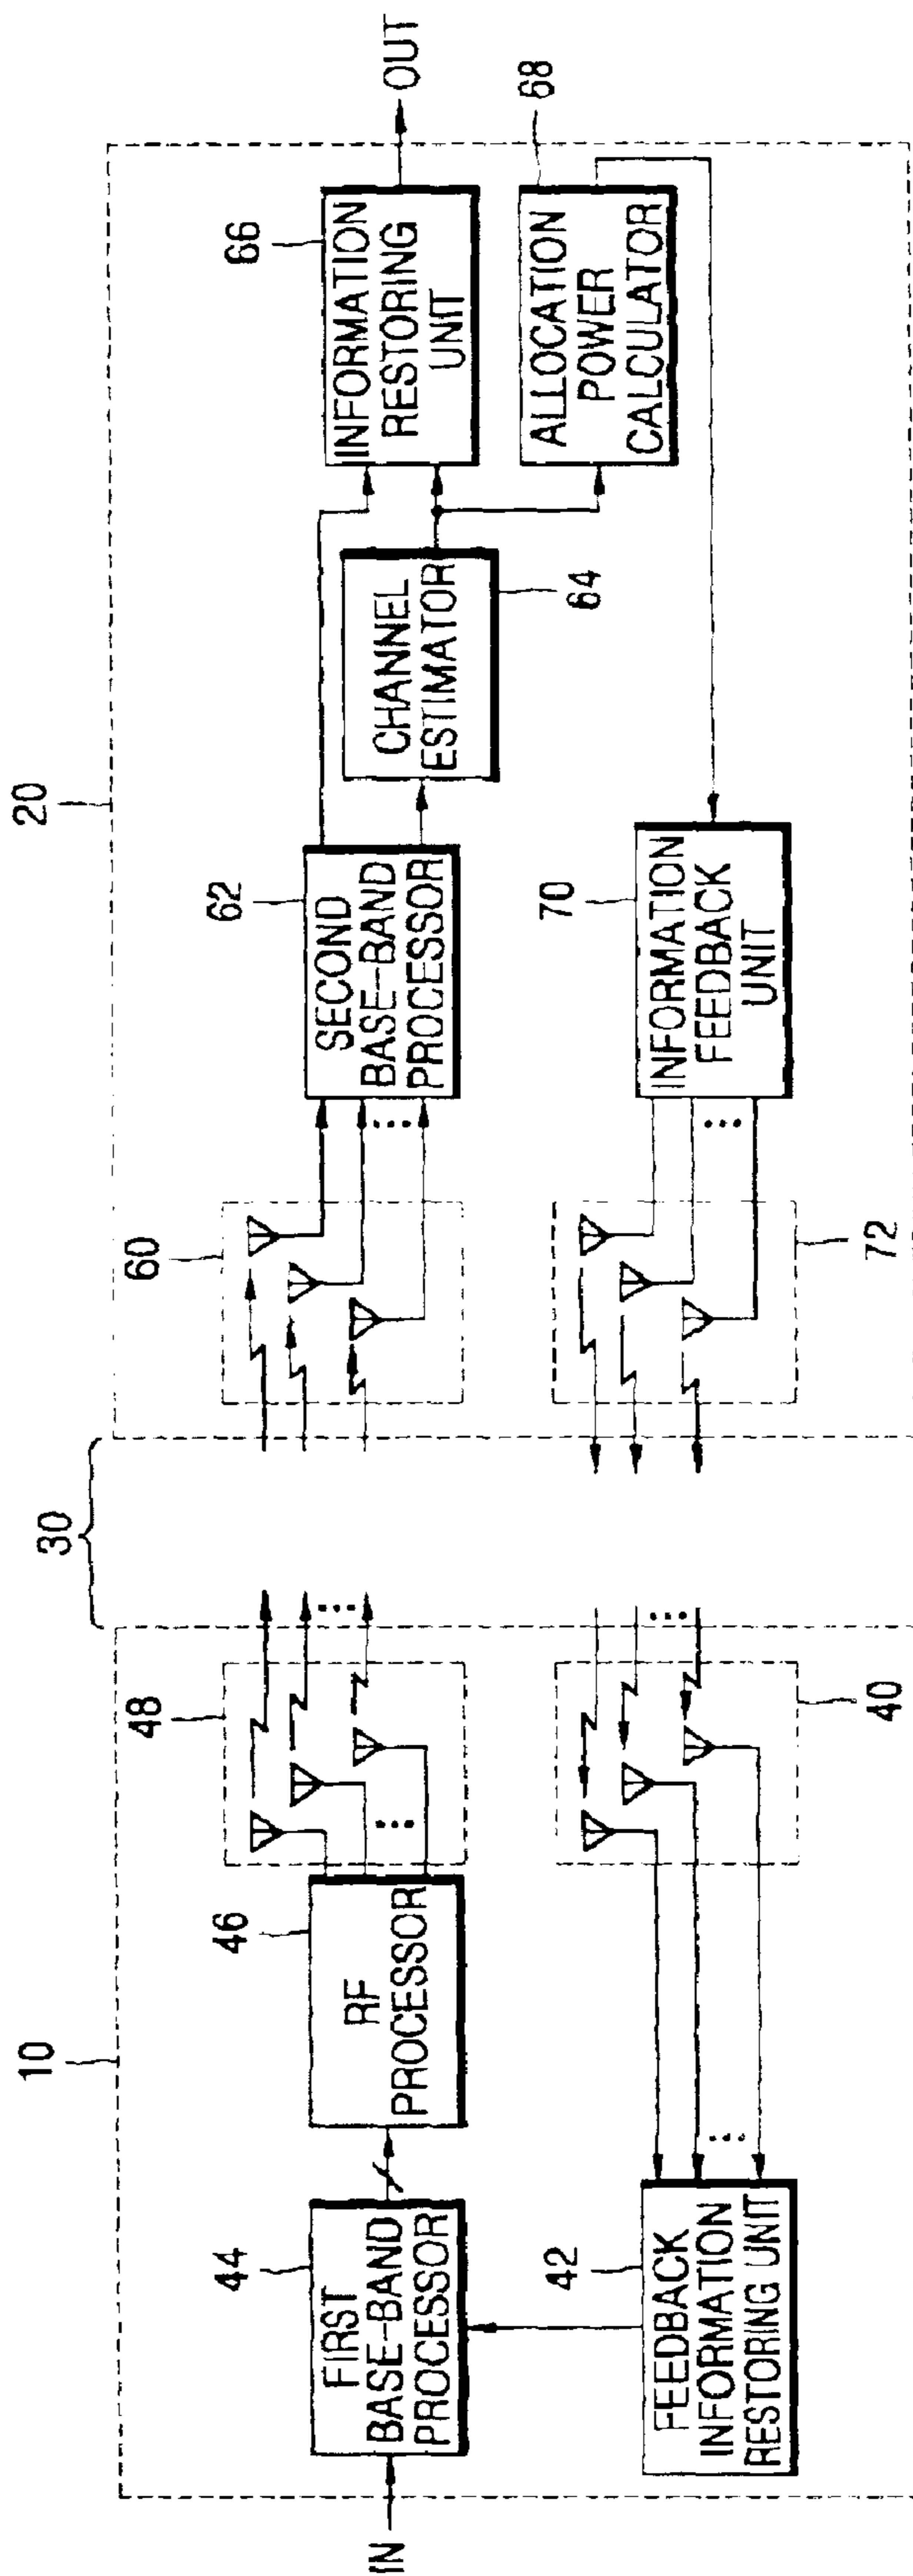 10
20
30
IN
44
FIRST
BASE-BAND
PROCESSOR
46
RF
PROCESSOR
48
...
...
60
62
SECOND
BASE-BAND
PROCESSOR
...
CHANNEL
ESTIMATOR
64
66
INFORMATION
RESTORING
UNIT
OUT
68
ALLOCATION
POWER
CALCULATOR
42
FEEDBACK
INFORMATION
RESTORING UNIT
...
40
...
72
...
70
INFORMATION
FEEDBACK
UNIT